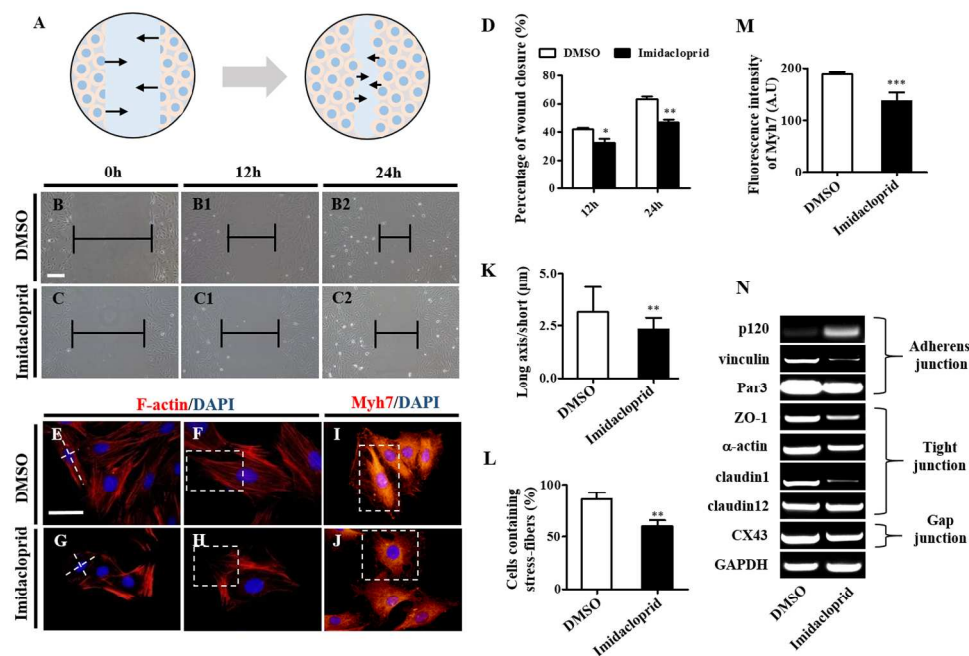 A
0h
12h
24h
DMSO
B
B1
B2
Imidacloprid
C
C1
C2
F-actin/DAPI
Myh7/DAPI
DMSO
E
F
I
Imidacloprid
G
H
J
D
Percentage of wound closure (%)
DMSO
Imidacloprid
80
60
40
20
0
*
**
12h
24h
K
Long axis/short (μm)
5.0
2.5
0.0
**
DMSO
Imidacloprid
L
Cells containing
stress-fibers (%)
100
50
0
**
DMSO
Imidacloprid
M
Fluorescence intensity
of Myh7 (A.U)
200
100
0
***
DMSO
Imidacloprid
N
p120
vinculin
Par3
Adherens
junction
ZO-1
α-actin
claudin1
claudin12
Tight
junction
CX43
Gap
junction
GAPDH
DMSO
Imidacloprid